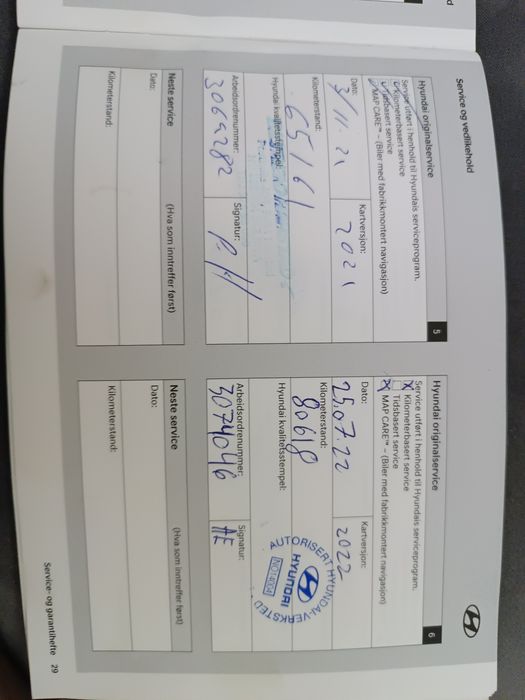 Service og vedlikehold
Hyundai originalservice 5
Service utført i henhold til Hyundais serviceprogram.
Kilometerbasert service
Tidsbasert service
MAP CARE™ – (Biler med fabrikkmontert navigasjon)
Dato: Kartversjon:
3/11-21 2021
Kilometerstand:
65161
Hyundai kvalitetsstempel:
Arbeidsordrenummer: Signatur:
3064282 P.H
Neste service (Hva som inntreffer først)
Dato:
Kilometerstand:
Hyundai originalservice 6
Service utført i henhold til Hyundais serviceprogram.
X Kilometerbasert service
Tidsbasert service
X MAP CARE™ – (Biler med fabrikkmontert navigasjon)
Dato: Kartversjon:
250722 2022
Kilometerstand:
80618
Hyundai kvalitetsstempel:
AUTORISERT HYUNDAI-VERKSTED
HYUNDAI
NO14004
Arbeidsordrenummer: Signatur:
3074046 AE
Neste service (Hva som inntreffer først)
Dato:
Kilometerstand:
Service- og garantihefte 29